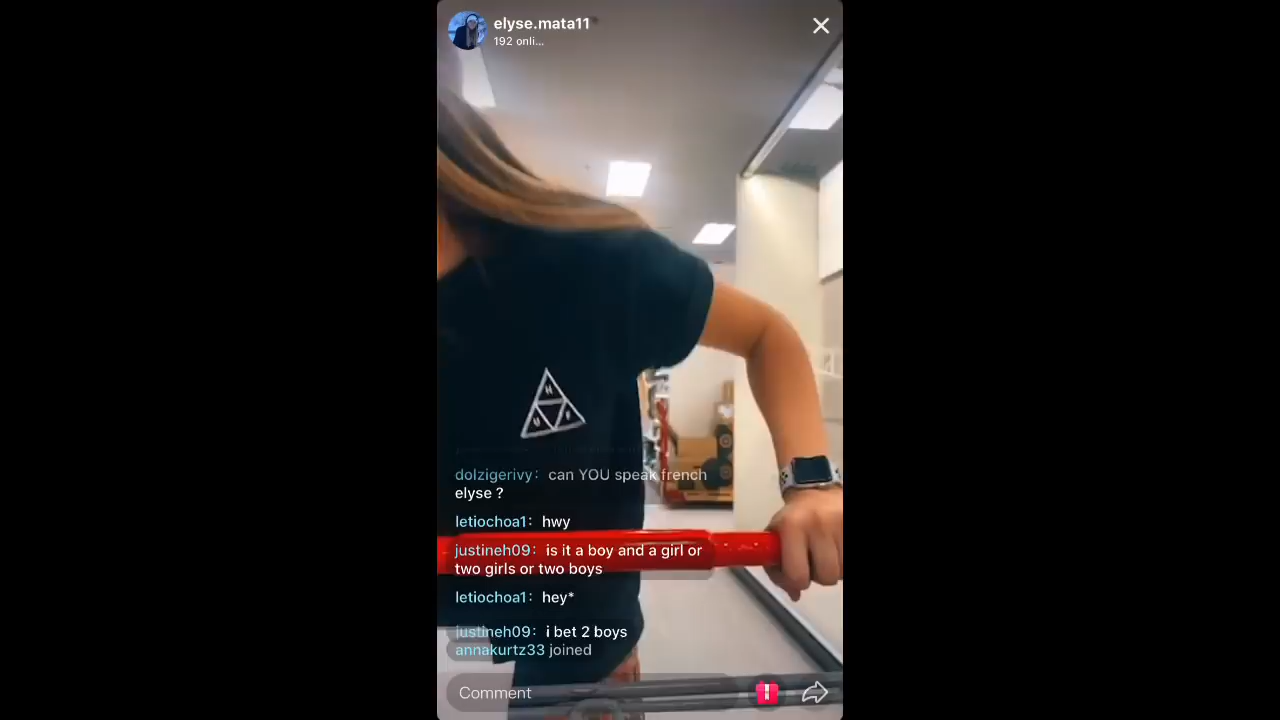 elyse.mata11
192 onli...
H
U F
dolzigerivy: can YOU speak french
elyse ?
letiochoa1: hwy
justineh09: is it a boy and a girl or
two girls or two boys
letiochoa1: hey*
justineh09: i bet 2 boys
annakurtz33 joined
Comment